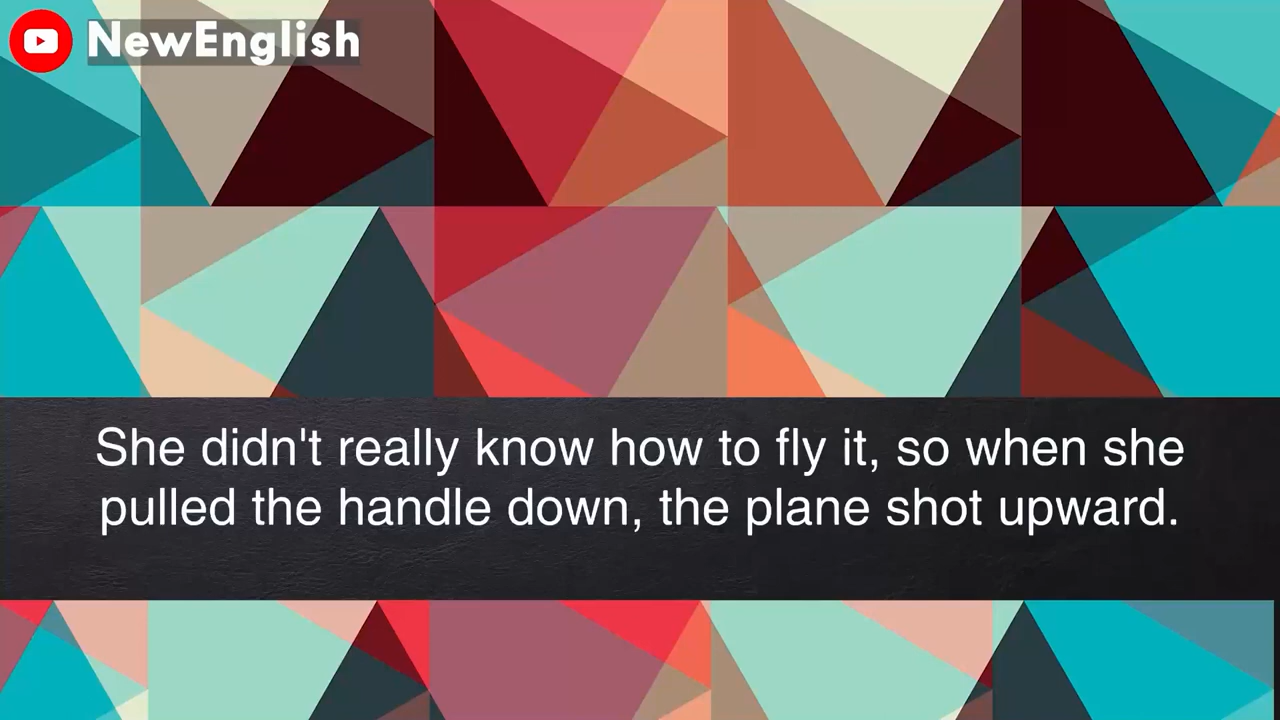 NewEnglish
She didn't really know how to fly it, so when she
pulled the handle down, the plane shot upward.